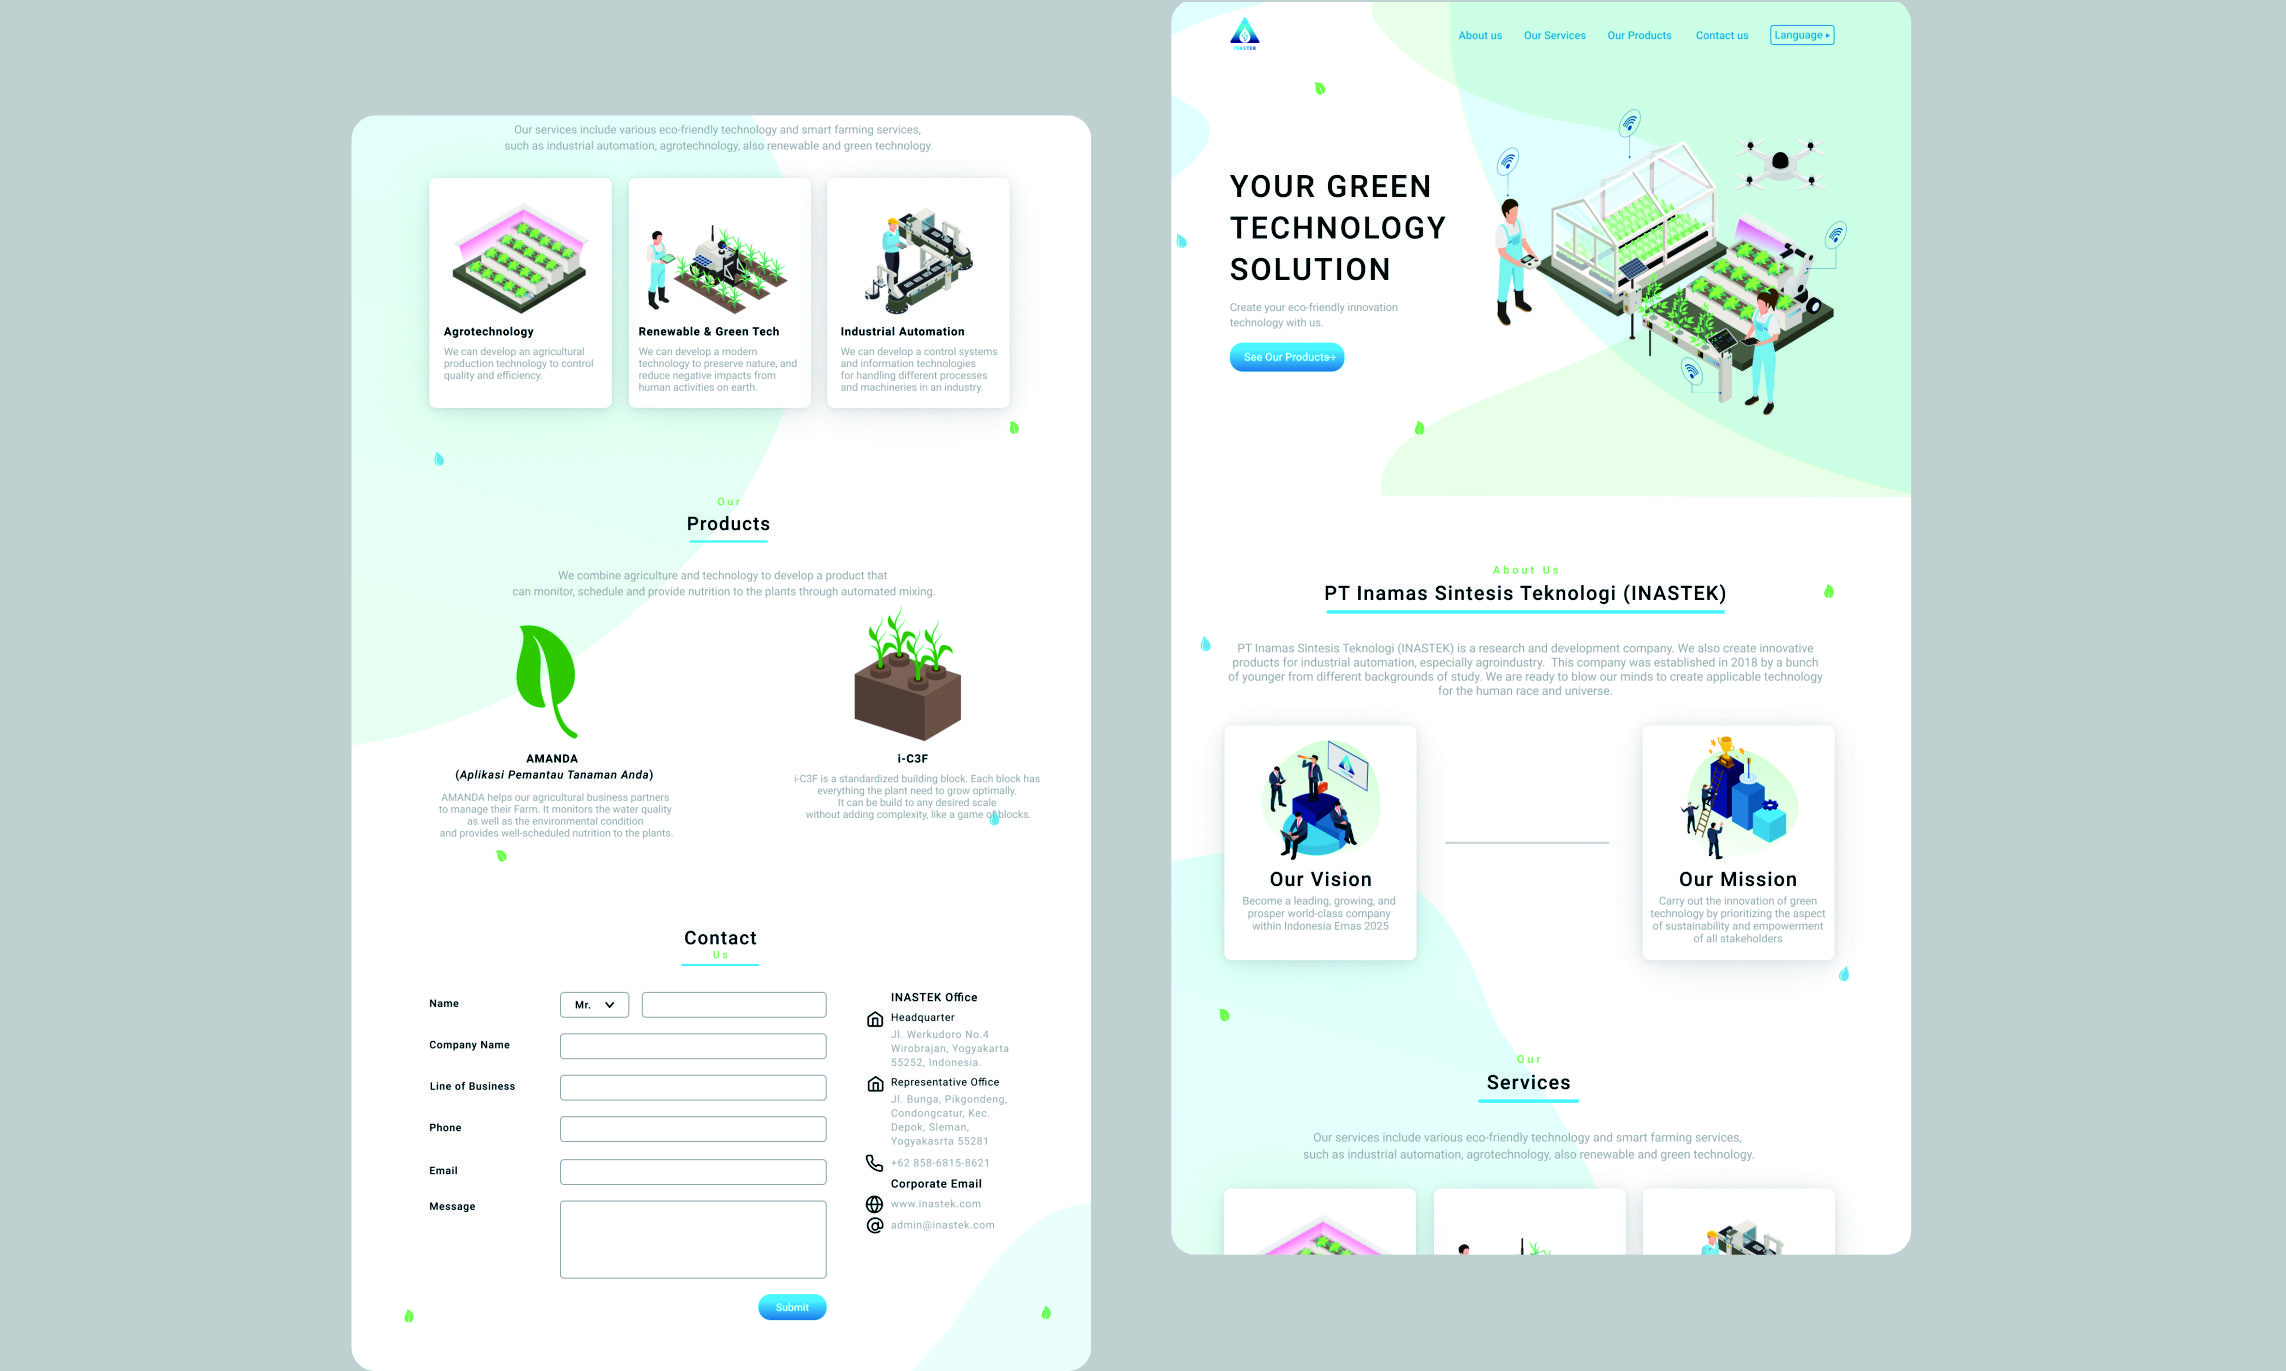 Our services include various eco-friendly technology and smart farming services,
such as industrial automation, agrotechnology, also renewable and green technology.
Agrotechnology
We can develop an agricultural
production technology to control
quality and efficiency.
Renewable & Green Tech
We can develop a modern
technology to preserve nature, and
reduce negative impacts from
human activities on earth.
Industrial Automation
We can develop a control systems
and information technologies
for handling different processes
and machineries in an industry.
Our
Products
We combine agriculture and technology to develop a product that
can monitor, schedule and provide nutrition to the plants through automated mixing.
AMANDA
(Aplikasi Pemantau Tanaman Anda)
AMANDA helps our agricultural business partners
to manage their Farm. It monitors the water quality
as well as the environmental condition
and provides well-scheduled nutrition to the plants.
i-C3F
i-C3F is a standardized building block. Each block has
everything the plant need to grow optimally.
It can be build to any desired scale
without adding complexity, like a game of blocks.
Contact
Us
Name
Mr.
Company Name
Line of Business
Phone
Email
Message
Submit
INASTEK Office
Headquarter
Jl. Werkudoro No.4
Wirobrajan, Yogyakarta
55252, Indonesia.
Representative Office
Jl. Bunga, Pikgondeng,
Condongcatur, Kec.
Depok, Sleman,
Yogyakasrta 55281
+62 858-6815-8621
Corporate Email
www.inastek.com
admin@inastek.com
INASTEK
About us
Our Services
Our Products
Contact us
Language
YOUR GREEN
TECHNOLOGY
SOLUTION
Create your eco-friendly innovation
technology with us.
See Our Products→
About Us
PT Inamas Sintesis Teknologi (INASTEK)
PT Inamas Sintesis Teknologi (INASTEK) is a research and development company. We also create innovative
products for industrial automation, especially agroindustry. This company was established in 2018 by a bunch
of younger from different backgrounds of study. We are ready to blow our minds to create applicable technology
for the human race and universe.
Our Vision
Become a leading, growing, and
prosper world-class company
within Indonesia Emas 2025
Our Mission
Carry out the innovation of green
technology by prioritizing the aspect
of sustainability and empowerment
of all stakeholders
Our
Services
Our services include various eco-friendly technology and smart farming services,
such as industrial automation, agrotechnology, also renewable and green technology.